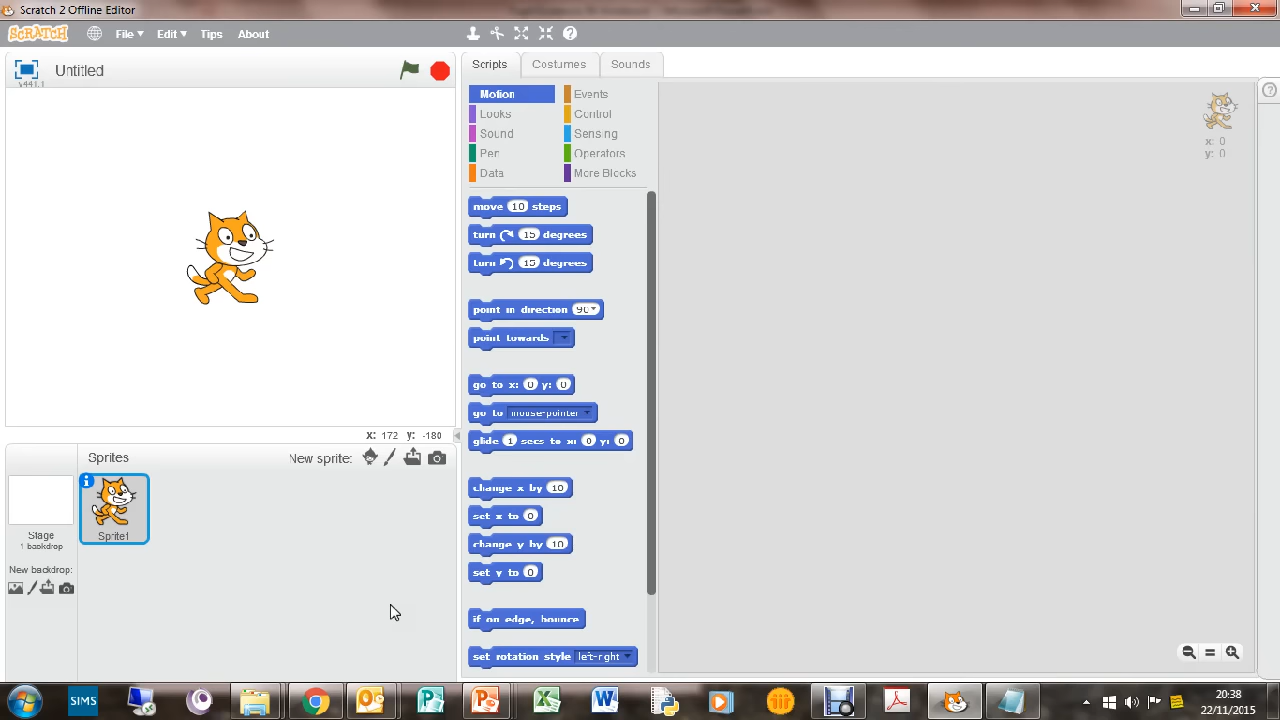 Scratch 2 Offline Editor
SCRATCH File Edit Tips About
Untitled
v441.1
Scripts Costumes Sounds
Motion Events
Looks Control
Sound Sensing
Pen Operators
Data More Blocks
x: 0
y: 0
move 10 steps
turn 15 degrees
turn 15 degrees
point in direction 90
point towards
go to x: 0 y: 0
go to mouse-pointer
glide 1 secs to x: 0 y: 0
change x by 10
set x to 0
change y by 10
set y to 0
if on edge, bounce
set rotation style left-right
x: 172 y: -180
Sprites New sprite:
Sprite1
Stage
1 backdrop
New backdrop:
SIMS
20:38
22/11/2015